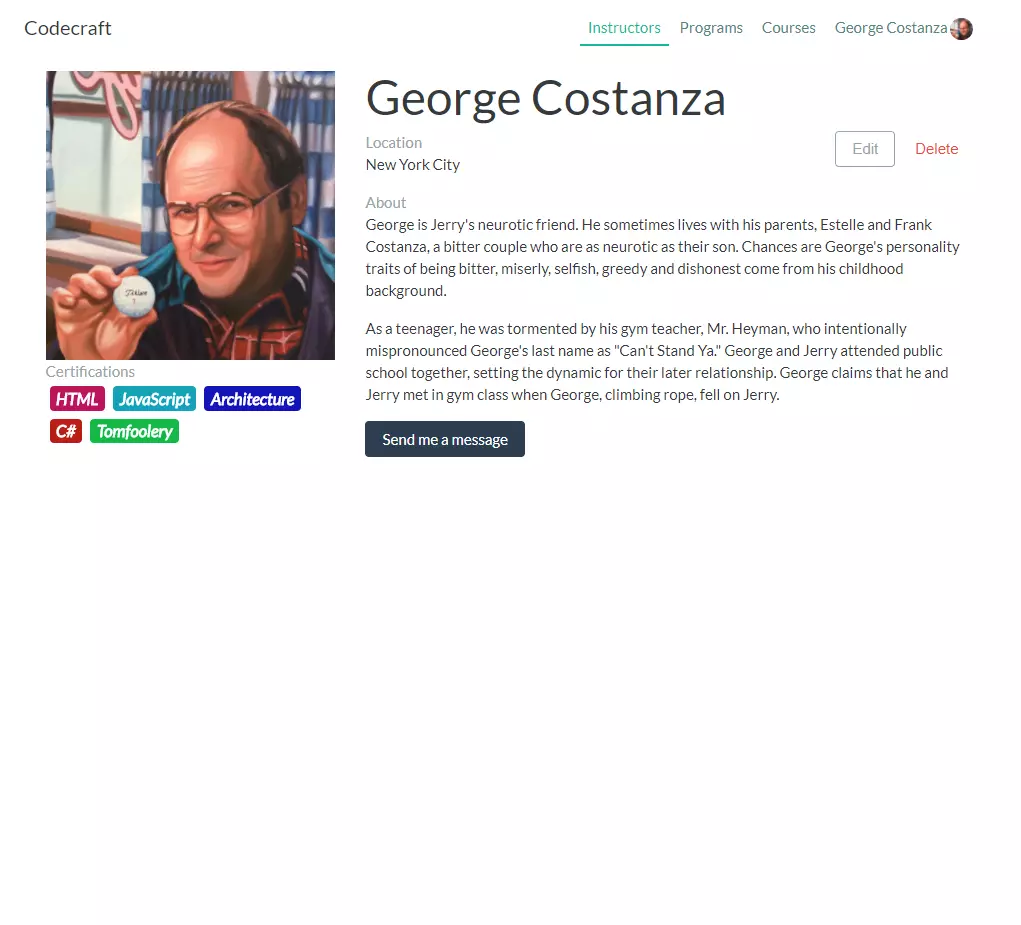 Codecraft
Instructors Programs Courses George Costanza
George Costanza
Location
New York City
Edit Delete
About
George is Jerry's neurotic friend. He sometimes lives with his parents, Estelle and Frank
Costanza, a bitter couple who are as neurotic as their son. Chances are George's personality
traits of being bitter, miserly, selfish, greedy and dishonest come from his childhood
background.
As a teenager, he was tormented by his gym teacher, Mr. Heyman, who intentionally
mispronounced George's last name as "Can't Stand Ya." George and Jerry attended public
school together, setting the dynamic for their later relationship. George claims that he and
Jerry met in gym class when George, climbing rope, fell on Jerry.
Send me a message
Titleist
1
Certifications
HTML JavaScript Architecture
C# Tomfoolery